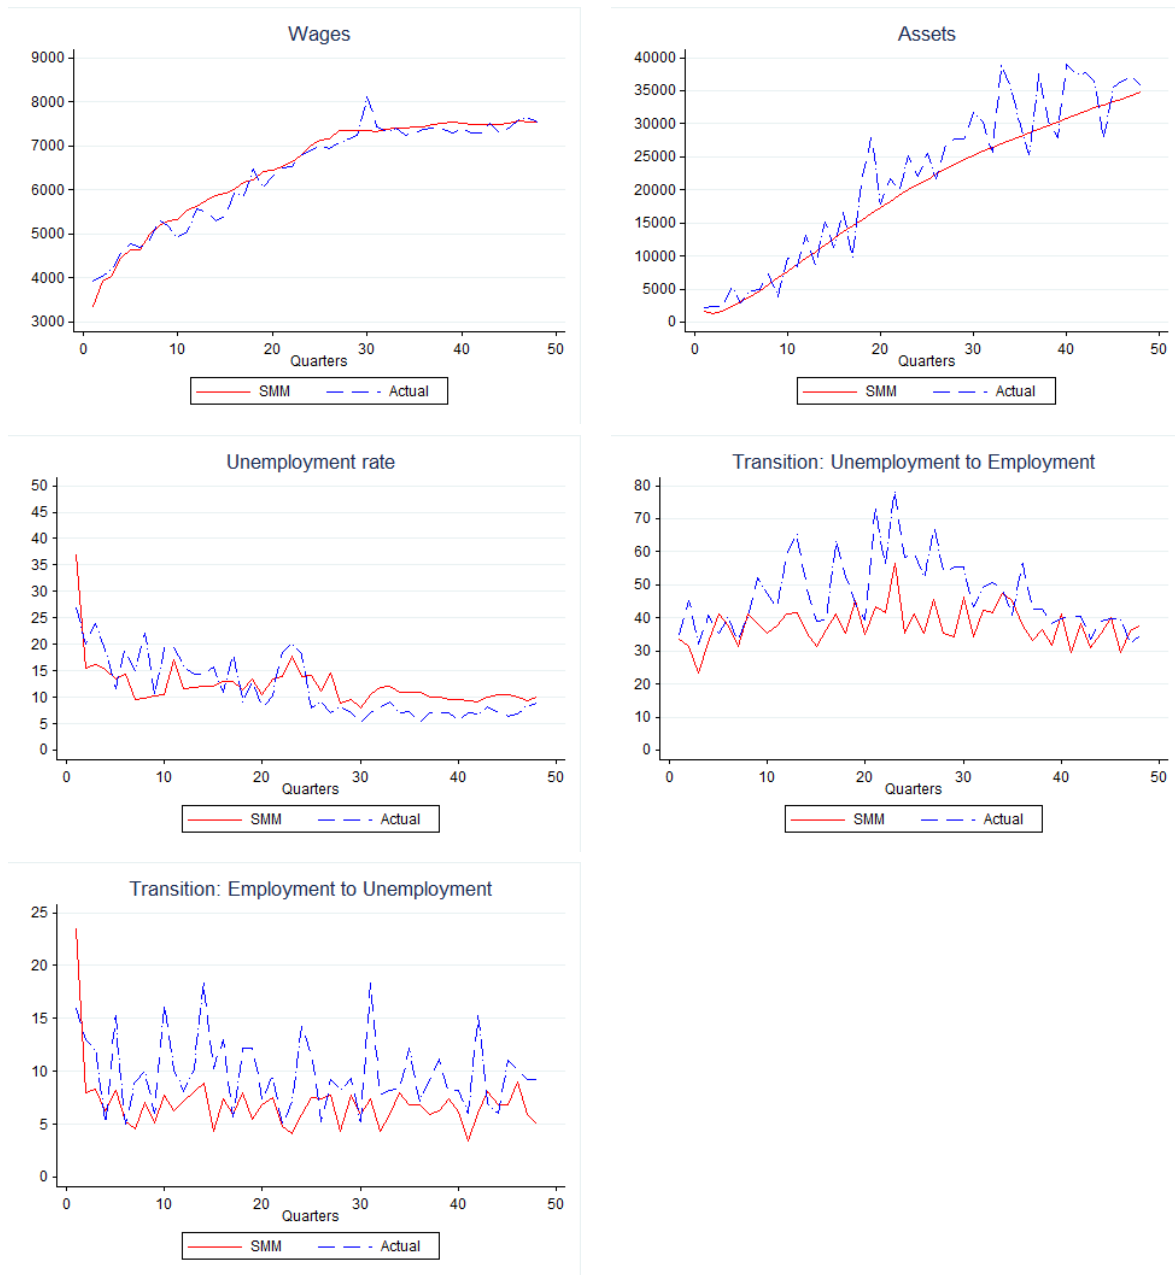 Wages
9000
8000
7000
6000
5000
4000
3000
0 10 20 30 40 50
Quarters
SMM Actual
Assets
40000
35000
30000
25000
20000
15000
10000
5000
0
0 10 20 30 40 50
Quarters
SMM Actual
Unemployment rate
50
45
40
35
30
25
20
15
10
5
0
0 10 20 30 40 50
Quarters
SMM Actual
Transition: Unemployment to Employment
80
70
60
50
40
30
20
10
0
0 10 20 30 40 50
Quarters
SMM Actual
Transition: Employment to Unemployment
25
20
15
10
5
0
0 10 20 30 40 50
Quarters
SMM Actual